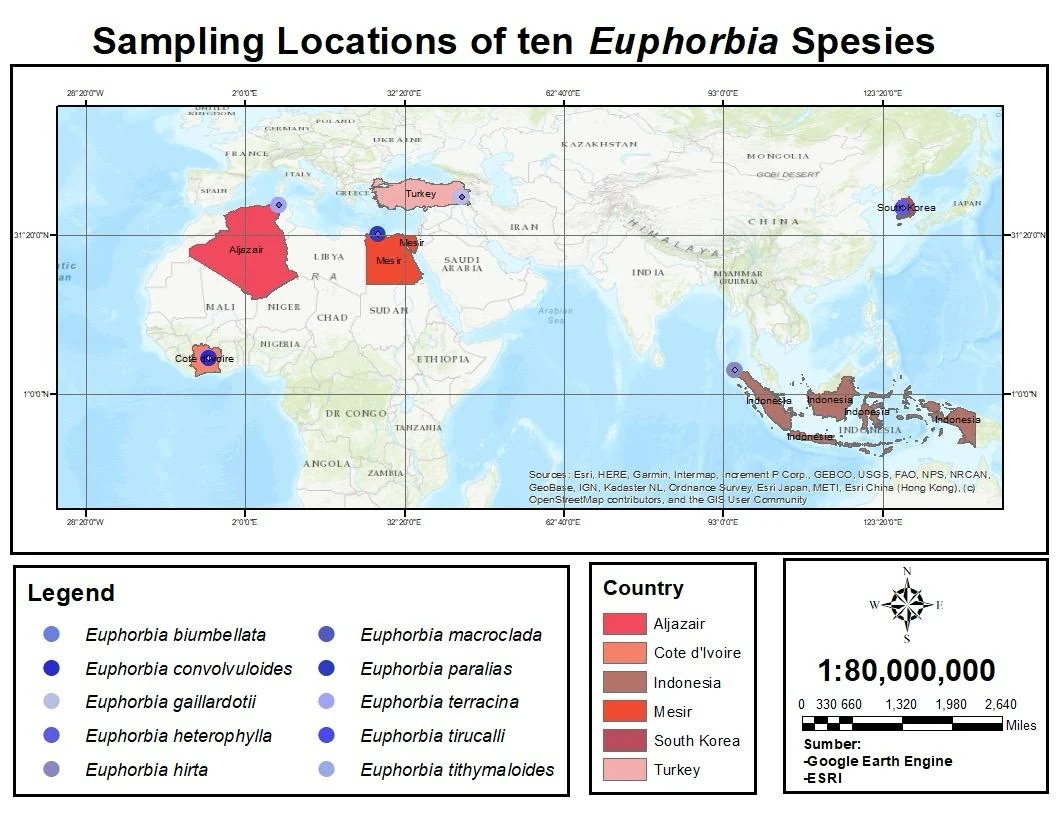 Sampling Locations of ten Euphorbia Spesies
28°20'0"W 2°0'0"E 32°20'0"E 62°40'0"E 93°0'0"E 123°20'0"E
UNITED
KINGDOM
POLAND
GERMANY
UKRAINE
FRANCE
KAZAKHSTAN
MONGOLIA
ITALY
GOBI DESERT
SPAIN
GREECE
Turkey
South Korea
JAPAN
CHINA
IRAN
HIMALAYA
31°20'0"N 31°20'0"N
Aljazair
Mesir
Mesir
LIBYA
SAUDI
ARABIA
INDIA
MYANMAR
(BURMA)
MALI
NIGER
CHAD
SUDAN
Arabian
Sea
NIGERIA
Cote d'Ivoire
ETHIOPIA
1°0'0"N 1°0'0"N
Indonesia
Indonesia
Indonesia
Indonesia
INDONESIA
Indonesia
DR CONGO
TANZANIA
ANGOLA
ZAMBIA
Sources: Esri, HERE, Garmin, Intermap, increment P Corp., GEBCO, USGS, FAO, NPS, NRCAN,
GeoBase, IGN, Kadaster NL, Ordnance Survey, Esri Japan, METI, Esri China (Hong Kong), (c)
OpenStreetMap contributors, and the GIS User Community
28°20'0"W 2°0'0"E 32°20'0"E 62°40'0"E 93°0'0"E 123°20'0"E
Legend
Euphorbia biumbellata
Euphorbia convolvuloides
Euphorbia gaillardotii
Euphorbia heterophylla
Euphorbia hirta
Euphorbia macroclada
Euphorbia paralias
Euphorbia terracina
Euphorbia tirucalli
Euphorbia tithymaloides
Country
Aljazair
Cote d'Ivoire
Indonesia
Mesir
South Korea
Turkey
N
W E
S
1:80,000,000
0 330 660 1,320 1,980 2,640
Miles
Sumber:
-Google Earth Engine
-ESRI